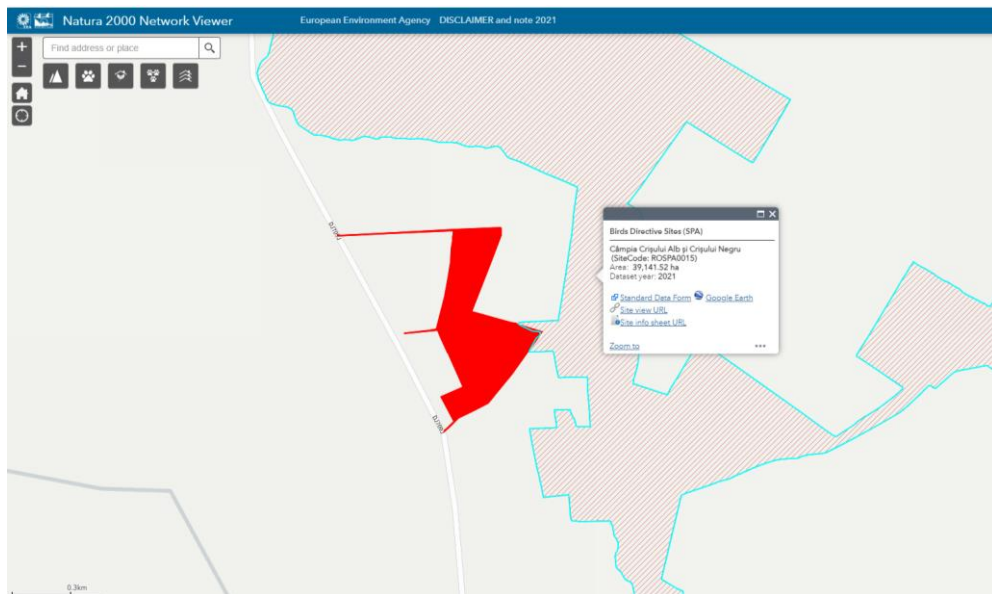 Natura 2000 Network Viewer
European Environment Agency DISCLAIMER and note 2021
+
Find address or place
−
Birds Directive Sites (SPA)
Câmpia Crișului Alb și Crișului Negru
(SiteCode: ROSPA0015)
Area: 39,141.52 ha
Dataset year: 2021
Standard Data Form Google Earth
Site view URL
Site info sheet URL
Zoom to
0.3km